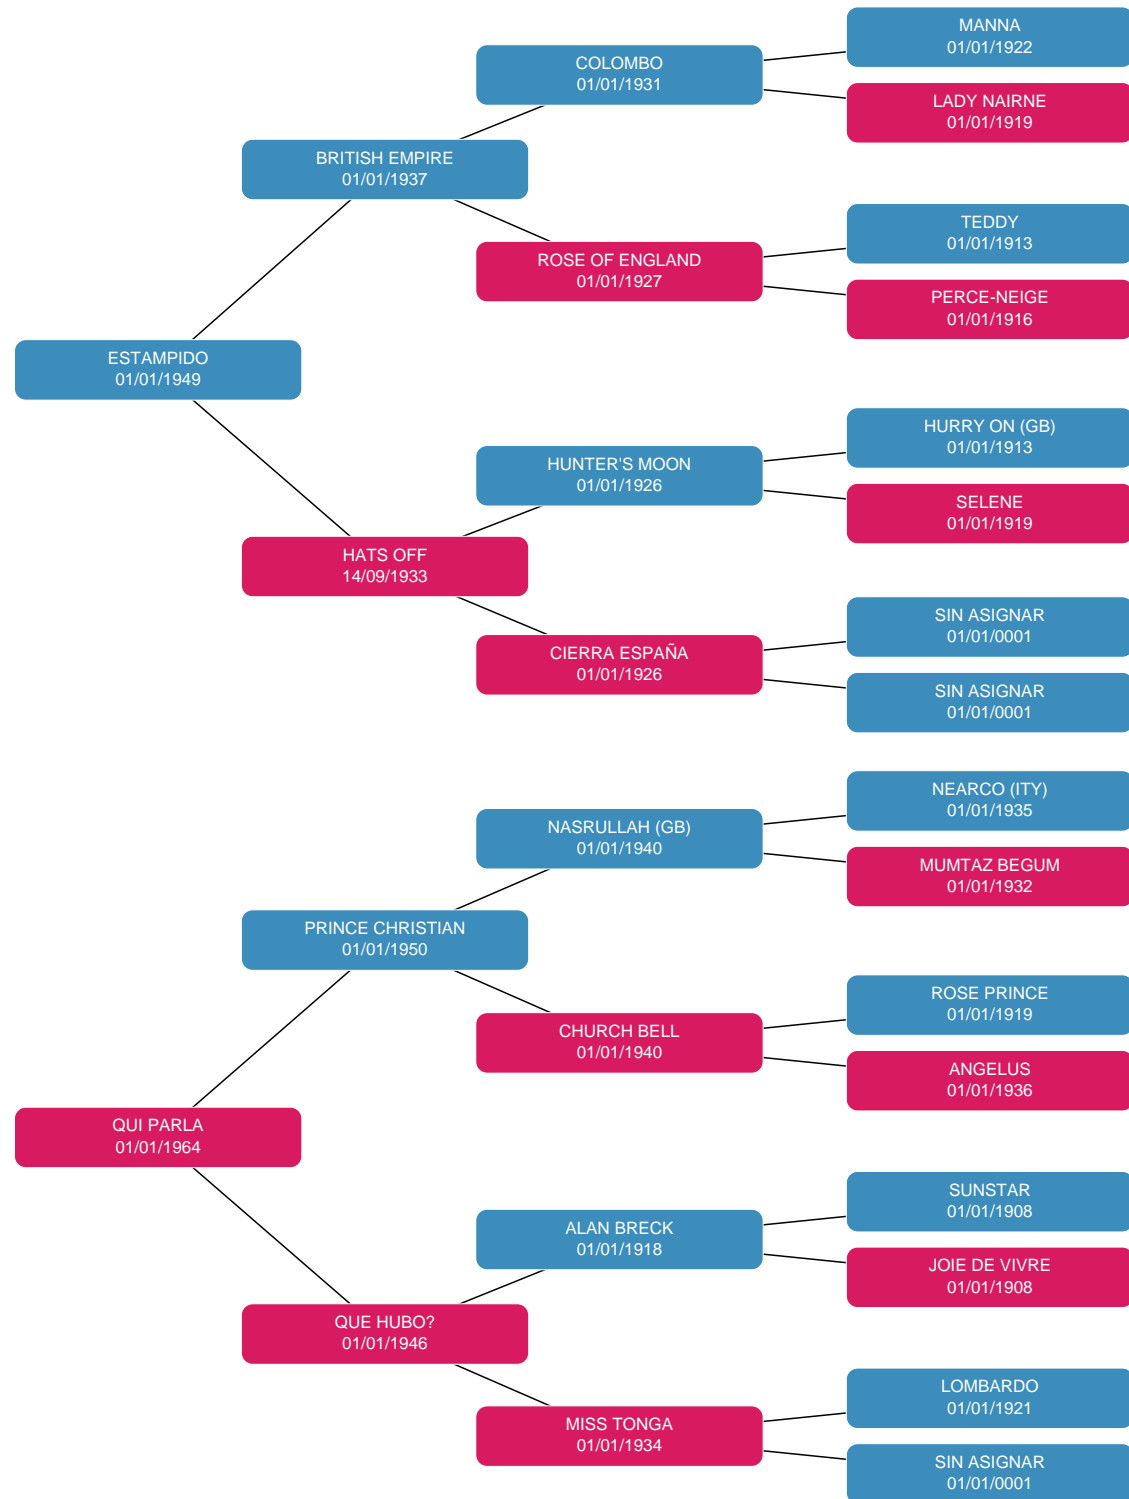 MANNA
01/01/1922
COLOMBO
01/01/1931
LADY NAIRNE
01/01/1919
BRITISH EMPIRE
01/01/1937
TEDDY
01/01/1913
ROSE OF ENGLAND
01/01/1927
PERCE-NEIGE
01/01/1916
ESTAMPIDO
01/01/1949
HURRY ON (GB)
01/01/1913
HUNTER'S MOON
01/01/1926
SELENE
01/01/1919
HATS OFF
14/09/1933
SIN ASIGNAR
01/01/0001
CIERRA ESPAÑA
01/01/1926
SIN ASIGNAR
01/01/0001
NEARCO (ITY)
01/01/1935
NASRULLAH (GB)
01/01/1940
MUMTAZ BEGUM
01/01/1932
PRINCE CHRISTIAN
01/01/1950
ROSE PRINCE
01/01/1919
CHURCH BELL
01/01/1940
ANGELUS
01/01/1936
QUI PARLA
01/01/1964
SUNSTAR
01/01/1908
ALAN BRECK
01/01/1918
JOIE DE VIVRE
01/01/1908
QUE HUBO?
01/01/1946
LOMBARDO
01/01/1921
MISS TONGA
01/01/1934
SIN ASIGNAR
01/01/0001